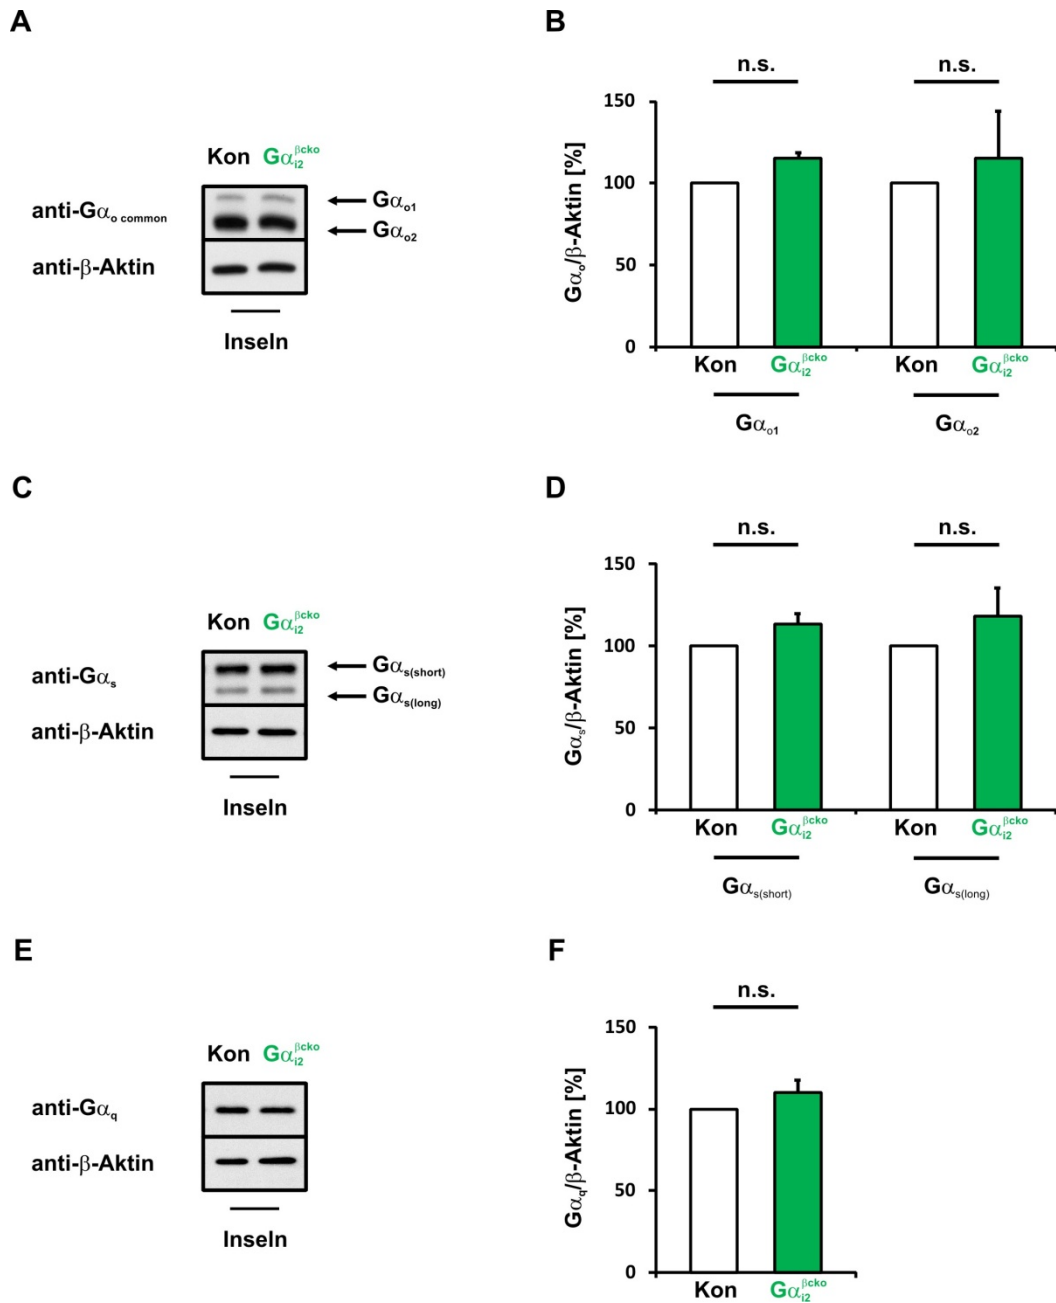 A
Kon Gαi2βcko
anti-Gαo common
Gαo1
Gαo2
anti-β-Aktin
Inseln
B
n.s. n.s.
Gαo/β-Aktin [%]
150
100
50
0
Kon Gαi2βcko Kon Gαi2βcko
Gαo1 Gαo2
C
Kon Gαi2βcko
anti-Gαs
Gαs(short)
Gαs(long)
anti-β-Aktin
Inseln
D
n.s. n.s.
Gαs/β-Aktin [%]
150
100
50
0
Kon Gαi2βcko Kon Gαi2βcko
Gαs(short) Gαs(long)
E
Kon Gαi2βcko
anti-Gαq
anti-β-Aktin
Inseln
F
n.s.
Gαq/β-Aktin [%]
150
100
50
0
Kon Gαi2βcko